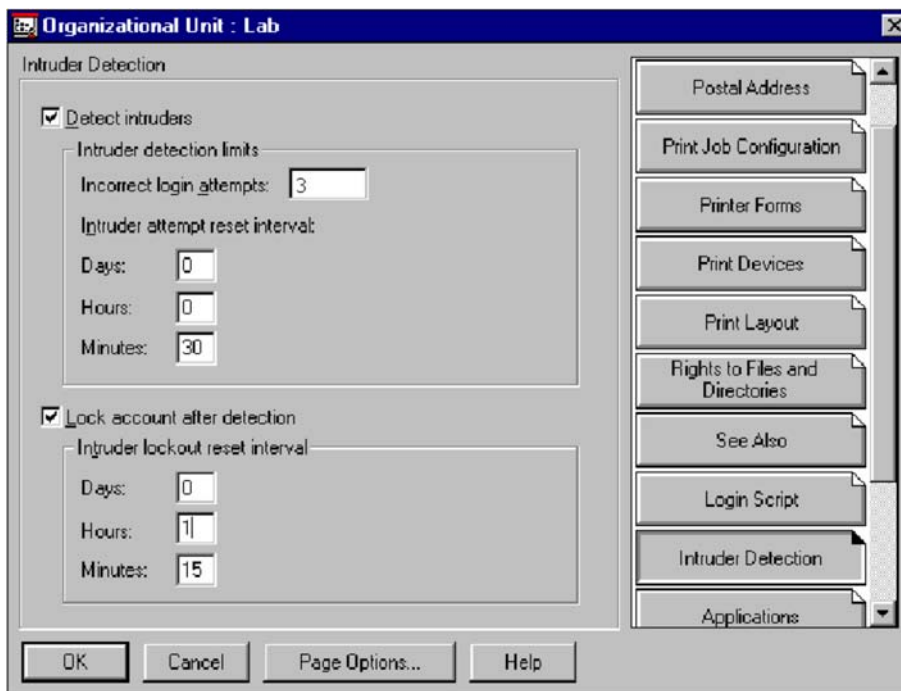 Organizational Unit : Lab
Intruder Detection
Detect intruders
Intruder detection limits
Incorrect login attempts: 3
Intruder attempt reset interval:
Days: 0
Hours: 0
Minutes: 30
Lock account after detection
Intruder lockout reset interval
Days: 0
Hours: 1
Minutes: 15
OK Cancel Page Options... Help
Postal Address
Print Job Configuration
Printer Forms
Print Devices
Print Layout
Rights to Files and
Directories
See Also
Login Script
Intruder Detection
Applications